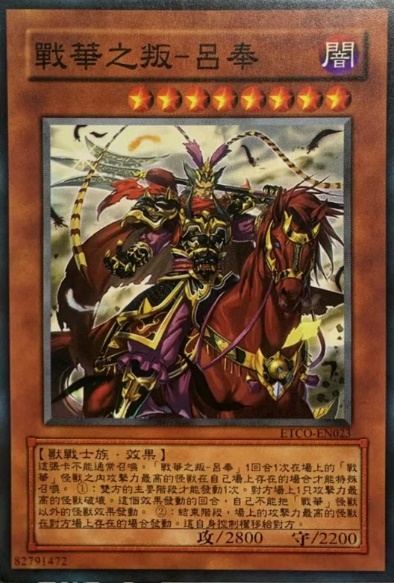 戰華之叛-呂奉
闇
ETCO-EN023
【獸戰士族．效果】
這張卡不能通常召喚。「戰華之叛-呂奉」1回合1次在場上的「戰
華」怪獸之內攻擊力最高的怪獸在自己場上存在的場合才能特殊
召喚。①：雙方的主要階段才能發動1次。對方場上1只攻擊力最
高的怪獸破壞。這個效果發動的回合，自己不能把「戰華」怪獸
以外的怪獸效果發動。②：結束階段，場上的攻擊力最高的怪獸
在對方場上存在的場合發動。這自身控制權移給對方。
攻/2800 守/2200
82791472